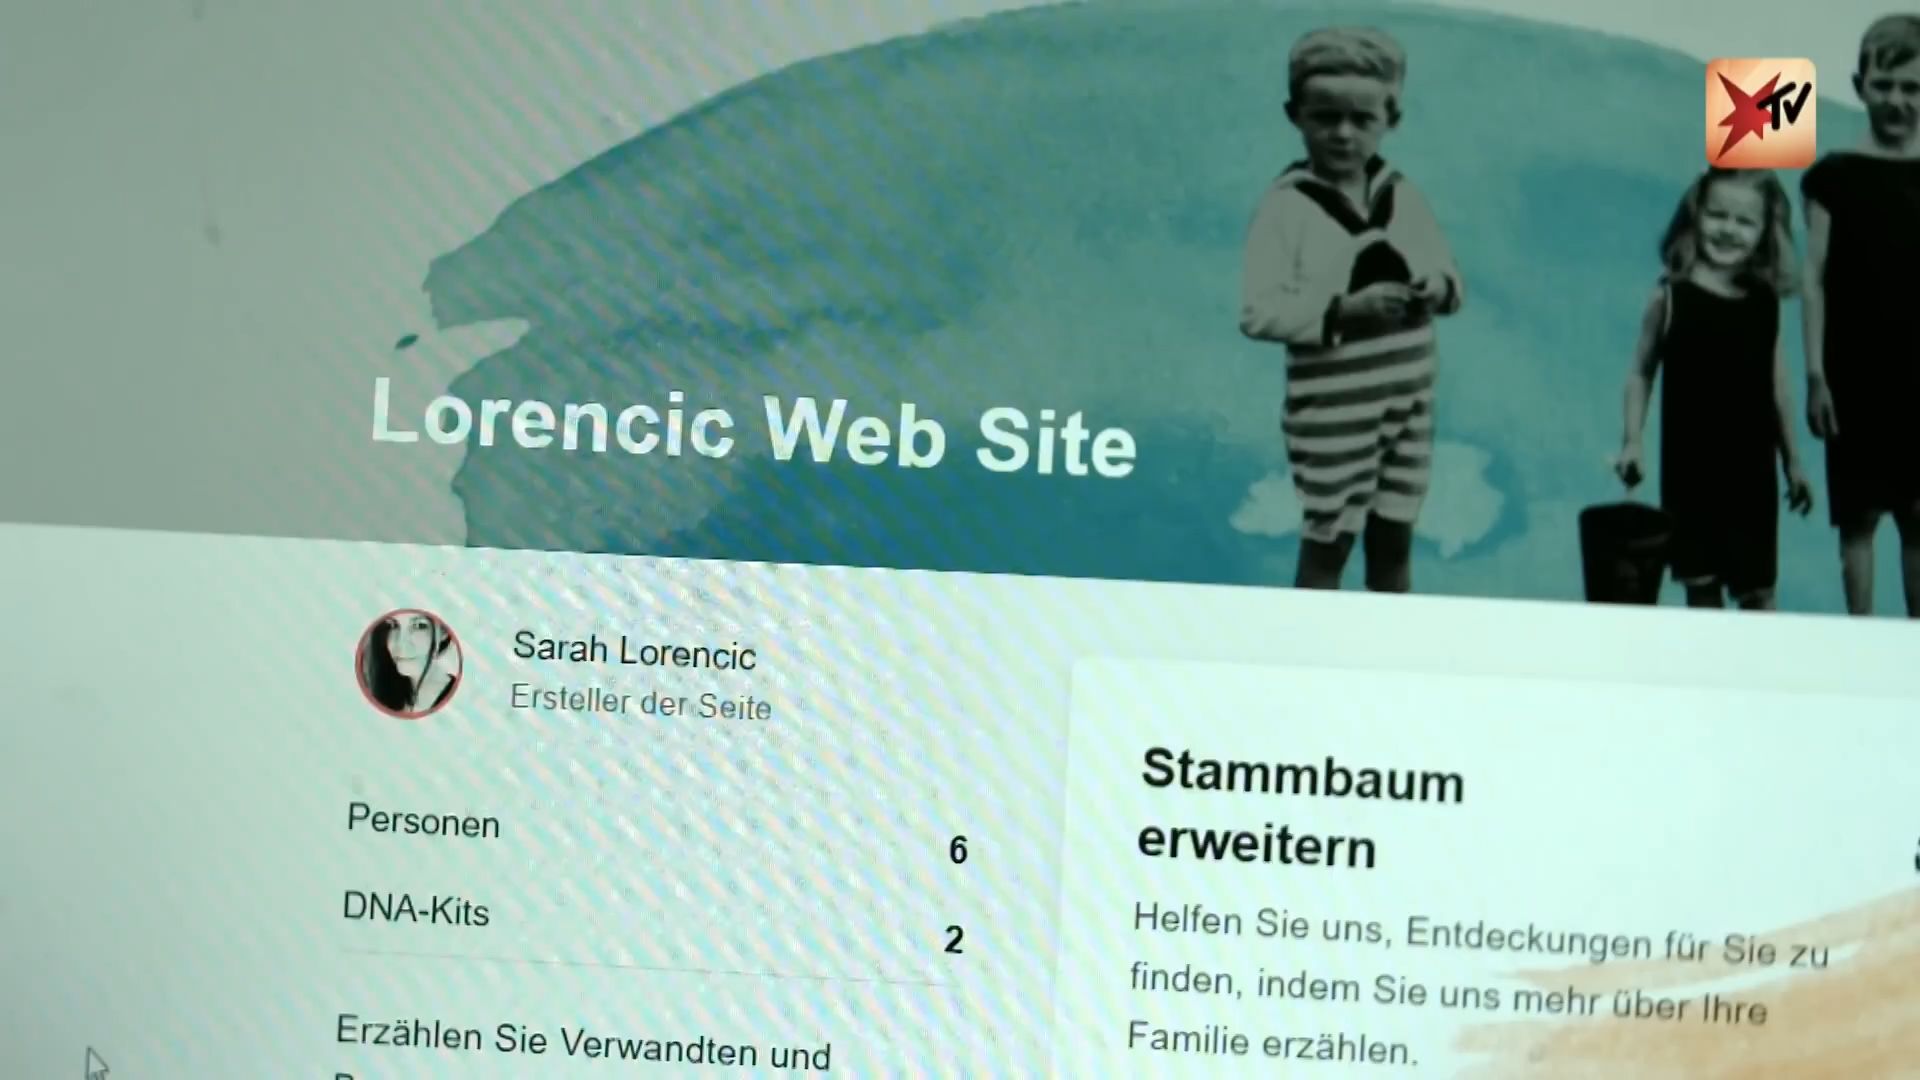 TV
Lorencic Web Site
Sarah Lorencic
Ersteller der Seite
Personen
6
DNA-Kits
2
Erzählen Sie Verwandten und
Stammbaum
erweitern
Helfen Sie uns, Entdeckungen für Sie zu
finden, indem Sie uns mehr über Ihre
Familie erzählen.